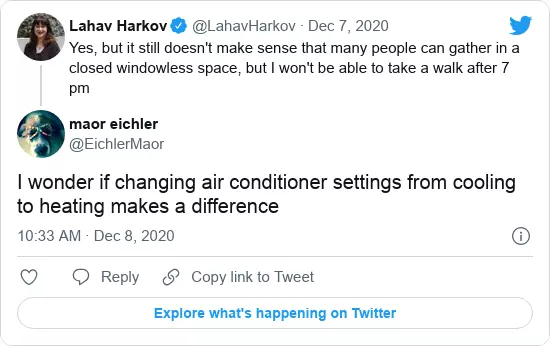 Lahav Harkov @LahavHarkov · Dec 7, 2020
Yes, but it still doesn't make sense that many people can gather in a
closed windowless space, but I won't be able to take a walk after 7
pm
maor eichler
@EichlerMaor
I wonder if changing air conditioner settings from cooling
to heating makes a difference
10:33 AM · Dec 8, 2020
Reply
Copy link to Tweet
Explore what's happening on Twitter